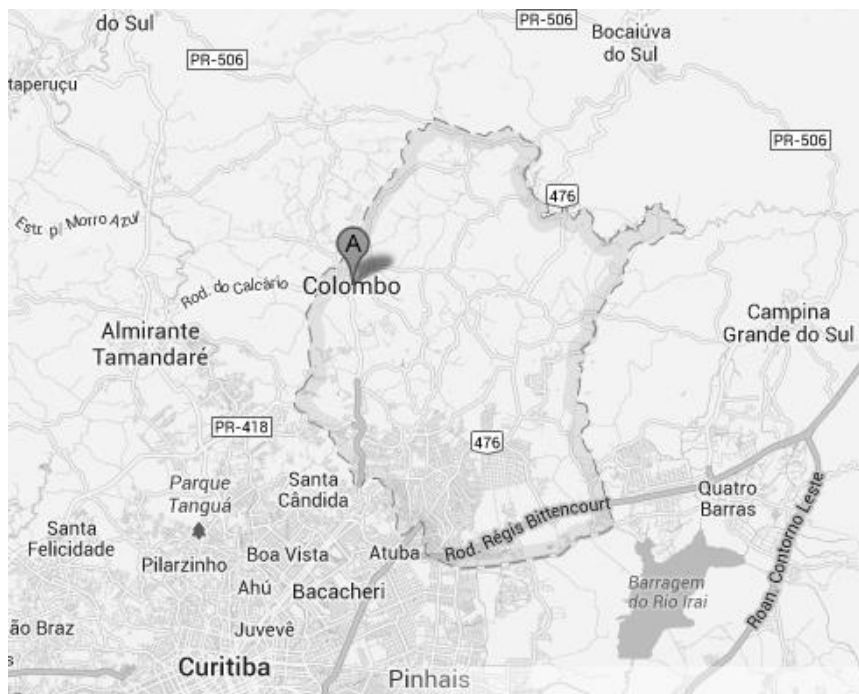 do Sul
PR-506
Bocaiúva
do Sul
PR-506
taperuçu
PR-506
476
Estr. p/ Morro Azul
A
Rod. do Calcário
Colombo
Campina
Grande do Sul
Almirante
Tamandaré
PR-418
476
Parque
Tanguá
Santa
Cândida
Quatro
Barras
Rod. Régis Bittencourt
Roan. Contorno Leste
Santa
Felicidade
Pilarzinho
Boa Vista
Atuba
Ahú
Bacacheri
Barragem
do Rio Irai
ão Braz
Juvevê
s
Curitiba
Pinhais